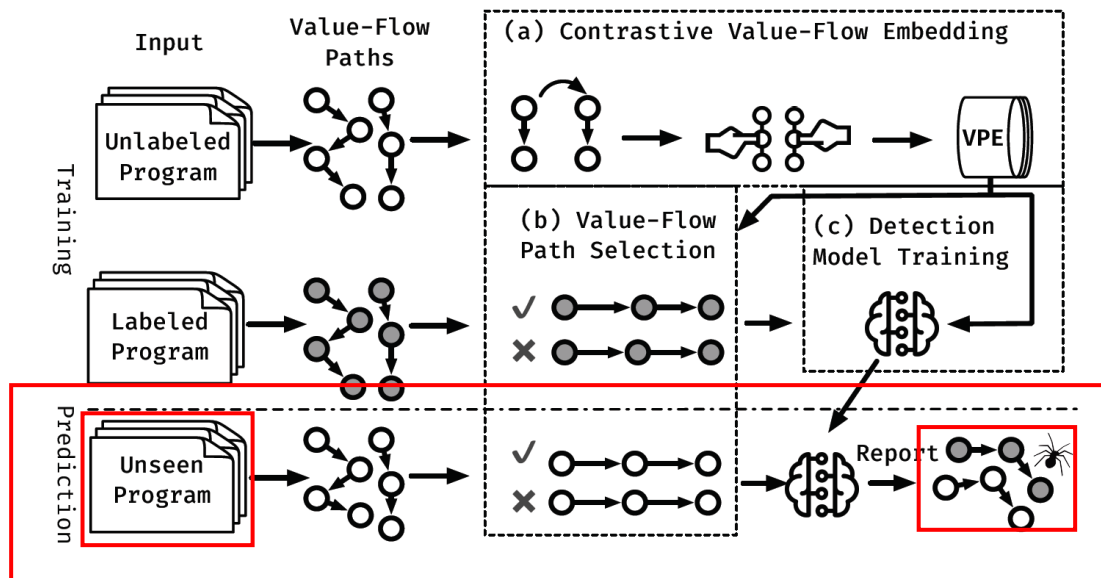 Input
Value-Flow
Paths
(a) Contrastive Value-Flow Embedding
Unlabeled
Program
VPE
Training
(b) Value-Flow
Path Selection
(c) Detection
Model Training
Labeled
Program
Prediction
Unseen
Program
Report